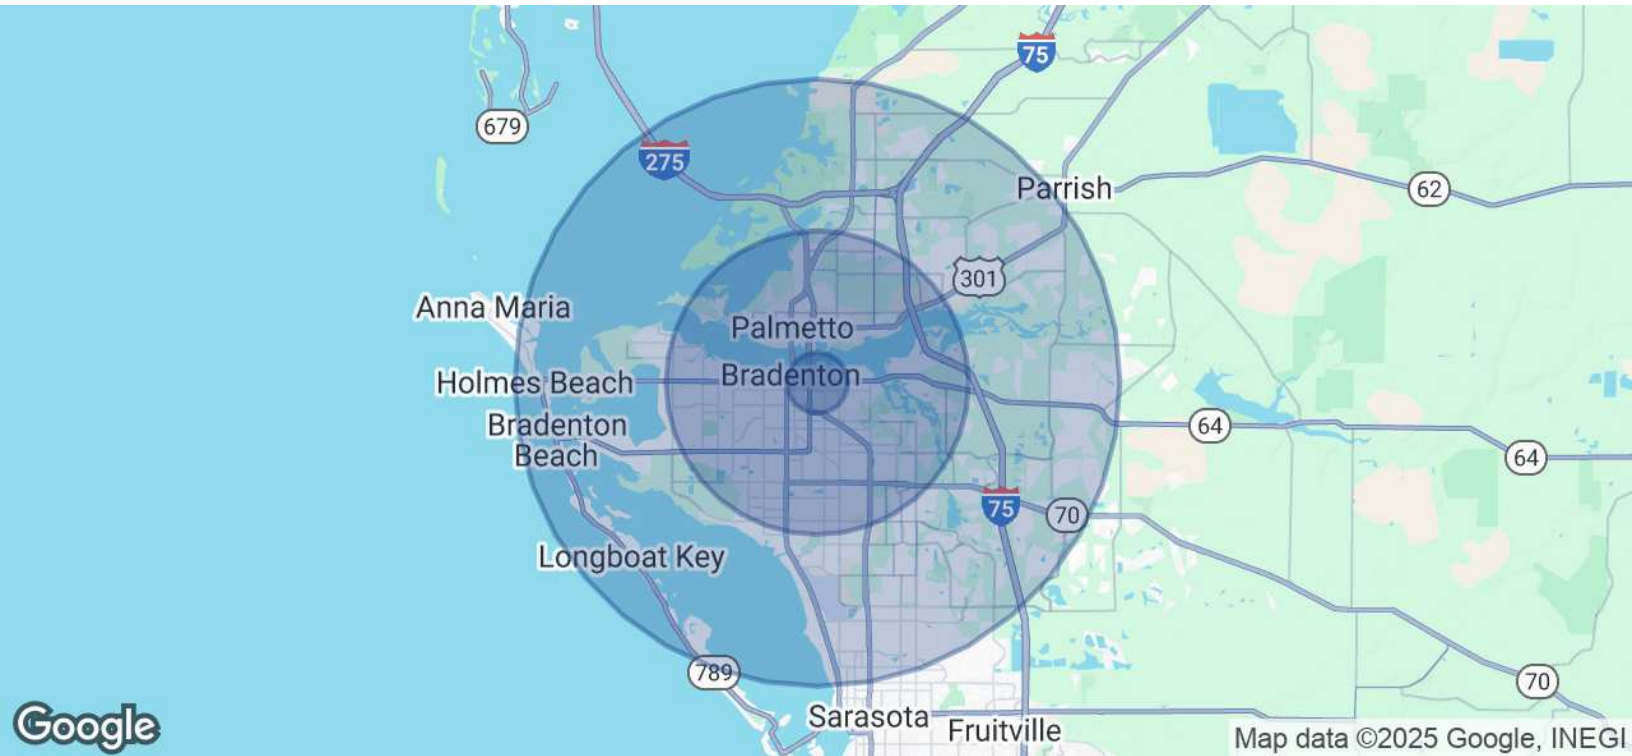 75
679
275
Parrish
62
301
Anna Maria
Palmetto
Bradenton
Holmes Beach
Bradenton
Beach
64
64
75
70
Longboat Key
789
70
Sarasota
Fruitville
Google
Map data ©2025 Google, INEGI